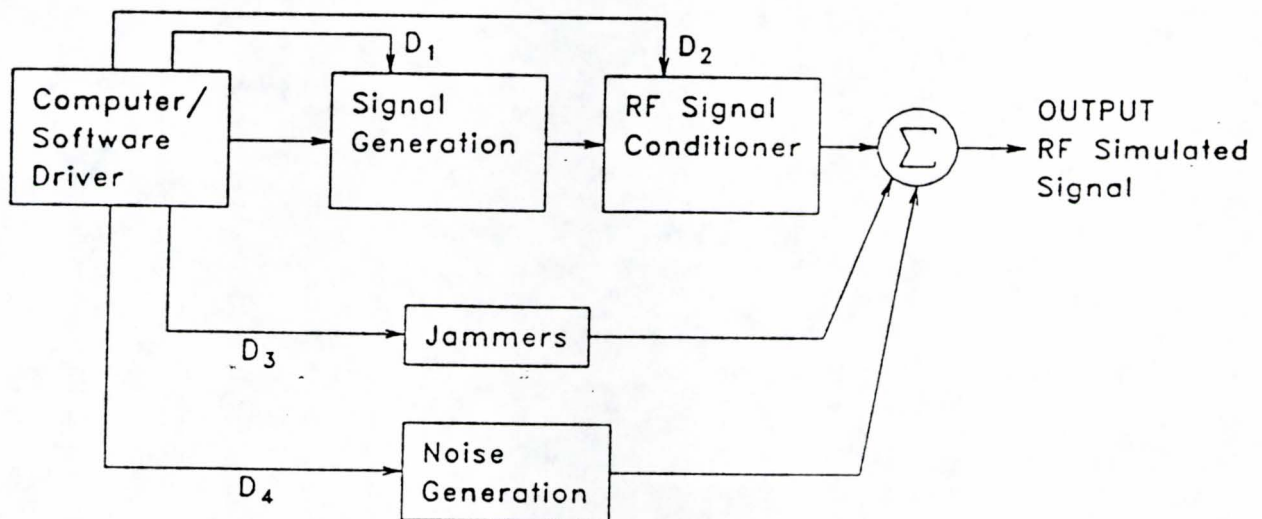 D₁
D₂
Computer/
Software
Driver
Signal
Generation
RF Signal
Conditioner
Σ
OUTPUT
RF Simulated
Signal
D₃
Jammers
D₄
Noise
Generation